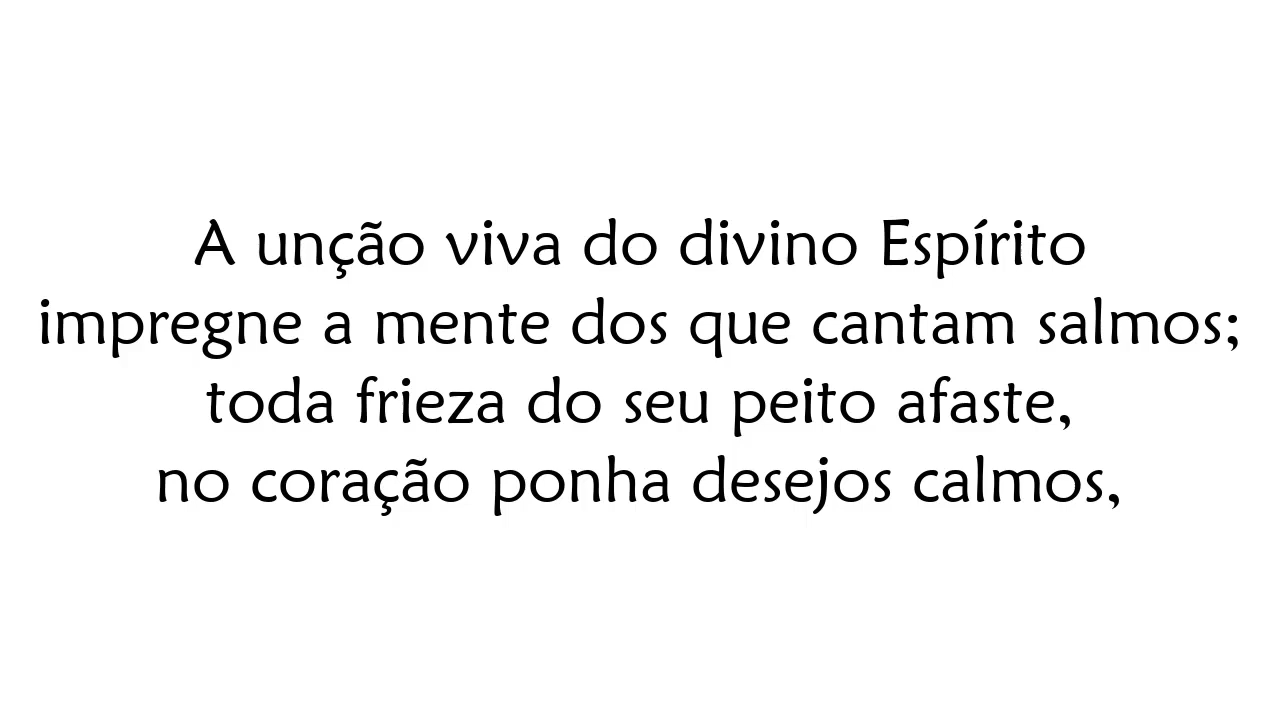 A unção viva do divino Espírito
impregne a mente dos que cantam salmos;
toda frieza do seu peito afaste,
no coração ponha desejos calmos,